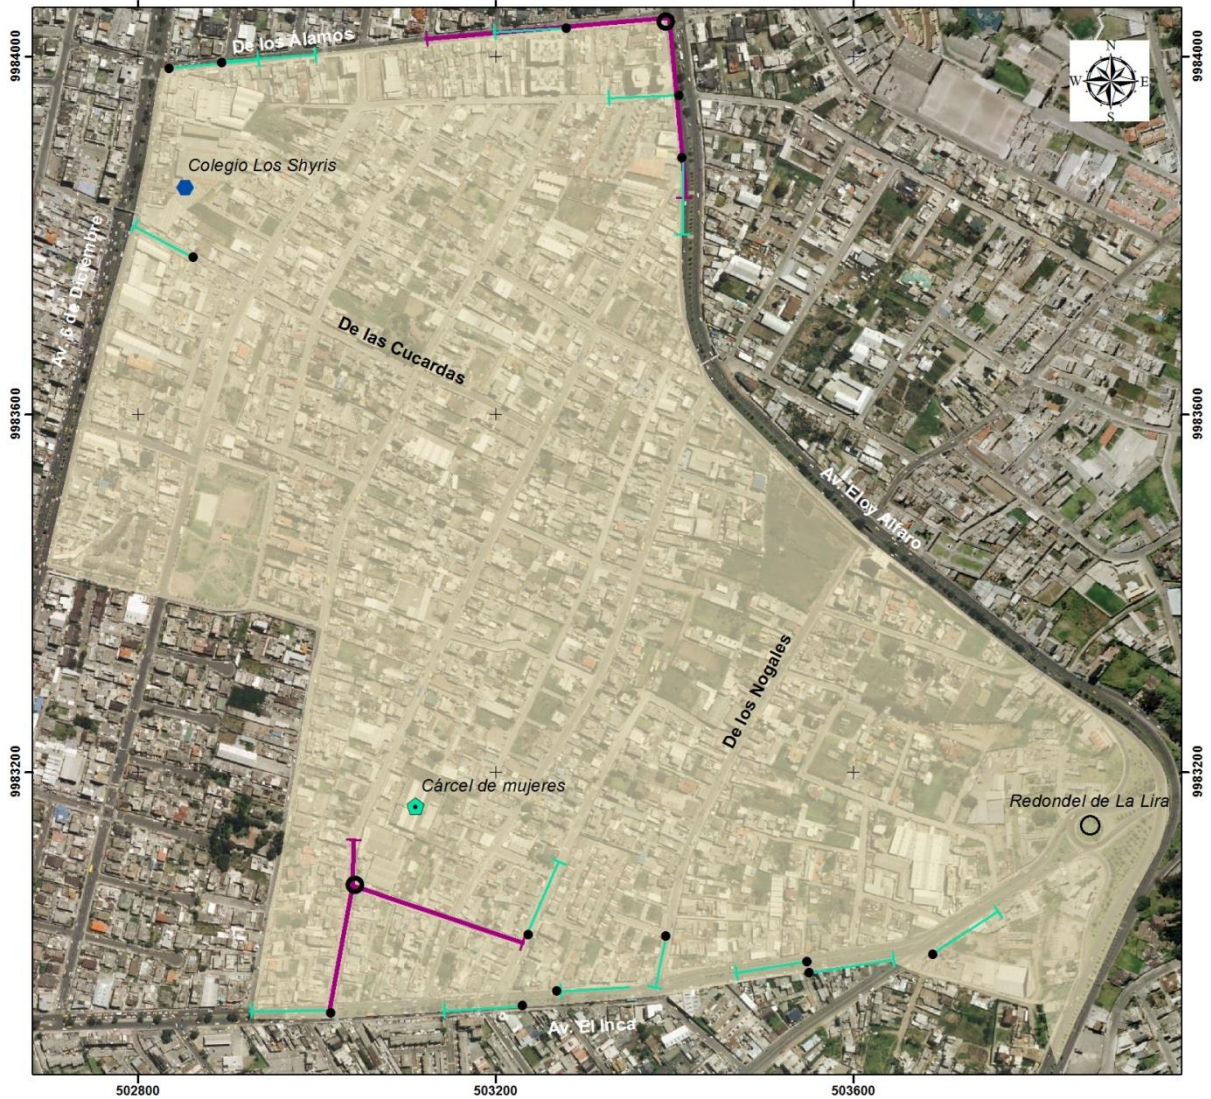 N
W E
S
De los Álamos
9984000
9984000
Colegio Los Shyris
Av. 6 de Diciembre
De las Cucardas
9983600
9983600
Av. Eloy Alfaro
De los Nogales
9983200
9983200
Cárcel de mujeres
Redondel de La Lira
Av. El Inca
502800
503200
503600